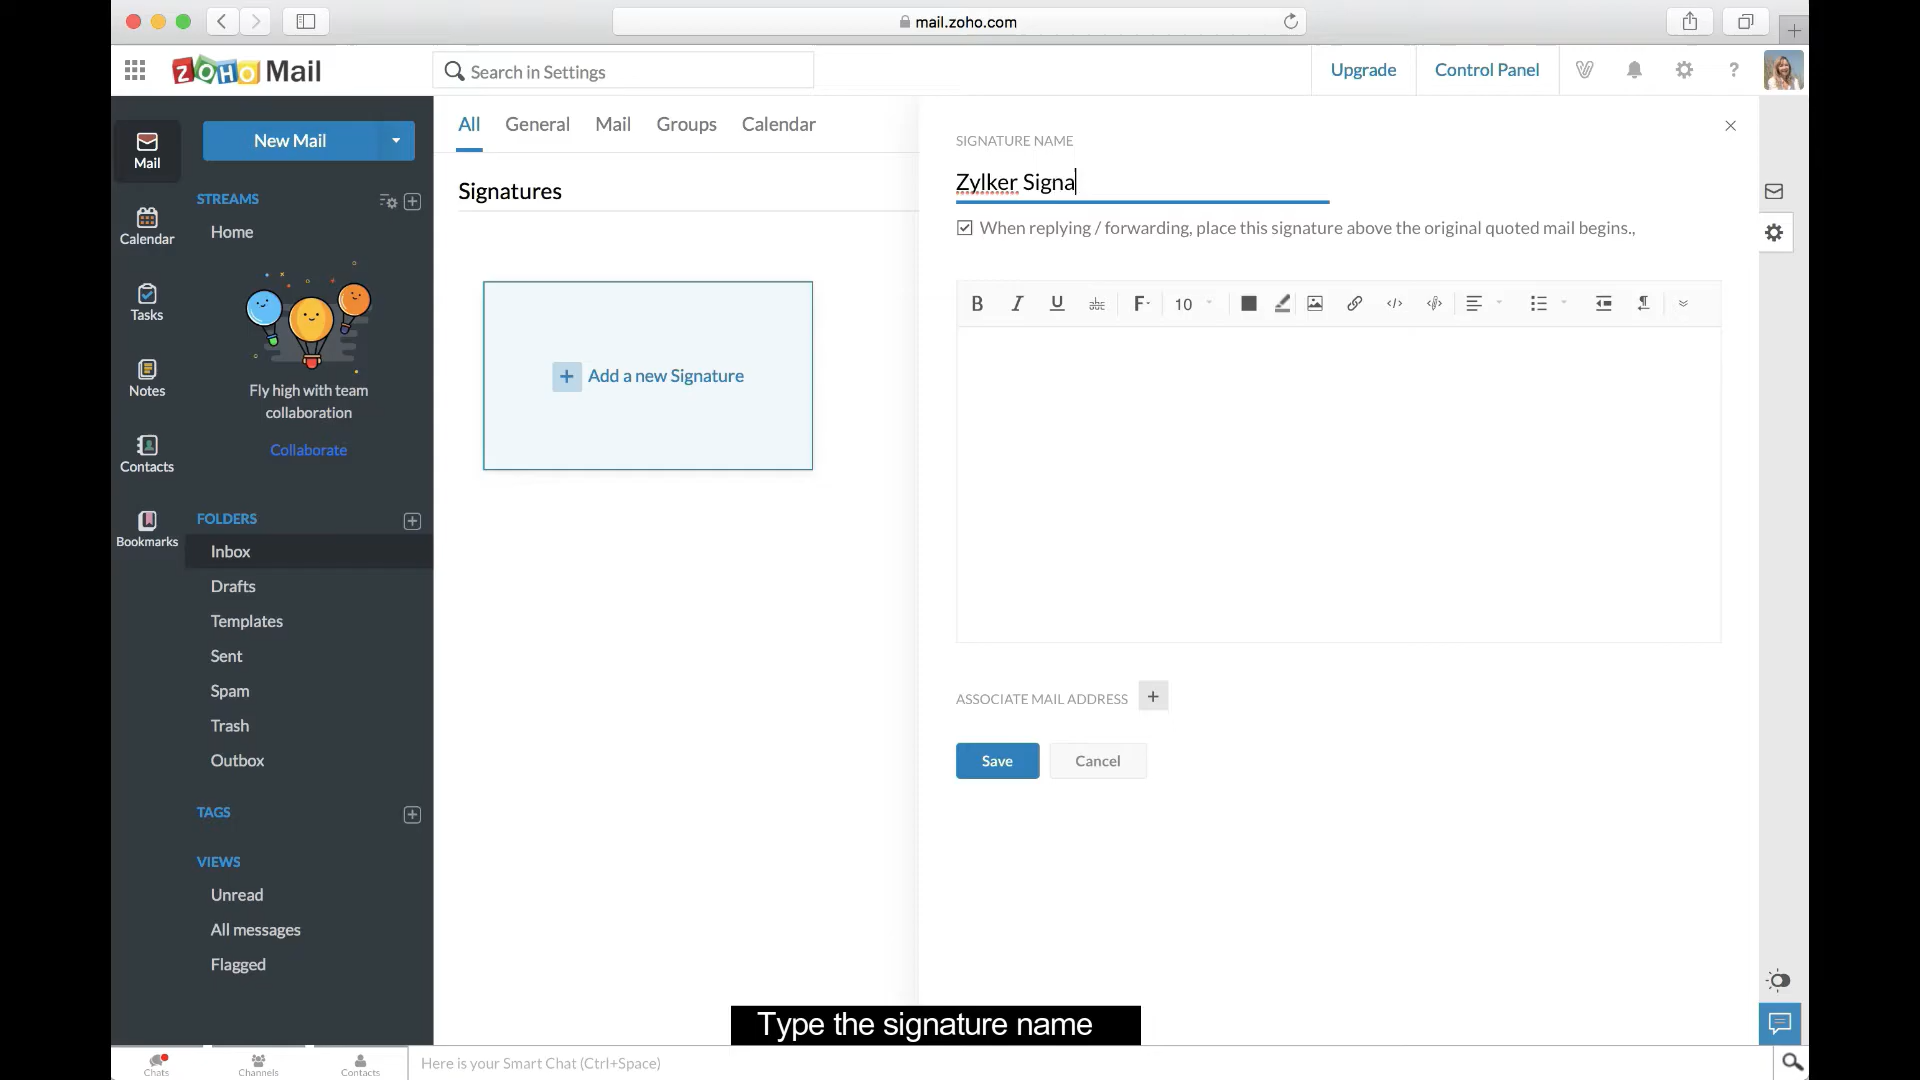 mail.zoho.com
ZOHO Mail
Search in Settings
Upgrade
Control Panel
Mail
Calendar
Tasks
Notes
Contacts
Bookmarks
New Mail
STREAMS
Home
Fly high with team
collaboration
Collaborate
FOLDERS
Inbox
Drafts
Templates
Sent
Spam
Trash
Outbox
TAGS
VIEWS
Unread
All messages
Flagged
All General Mail Groups Calendar
Signatures
+ Add a new Signature
SIGNATURE NAME
Zylker Signa
When replying / forwarding, place this signature above the original quoted mail begins.,
B I U abc F 10
ASSOCIATE MAIL ADDRESS +
Save Cancel
Type the signature name
Chats Channels Contacts
Here is your Smart Chat (Ctrl+Space)